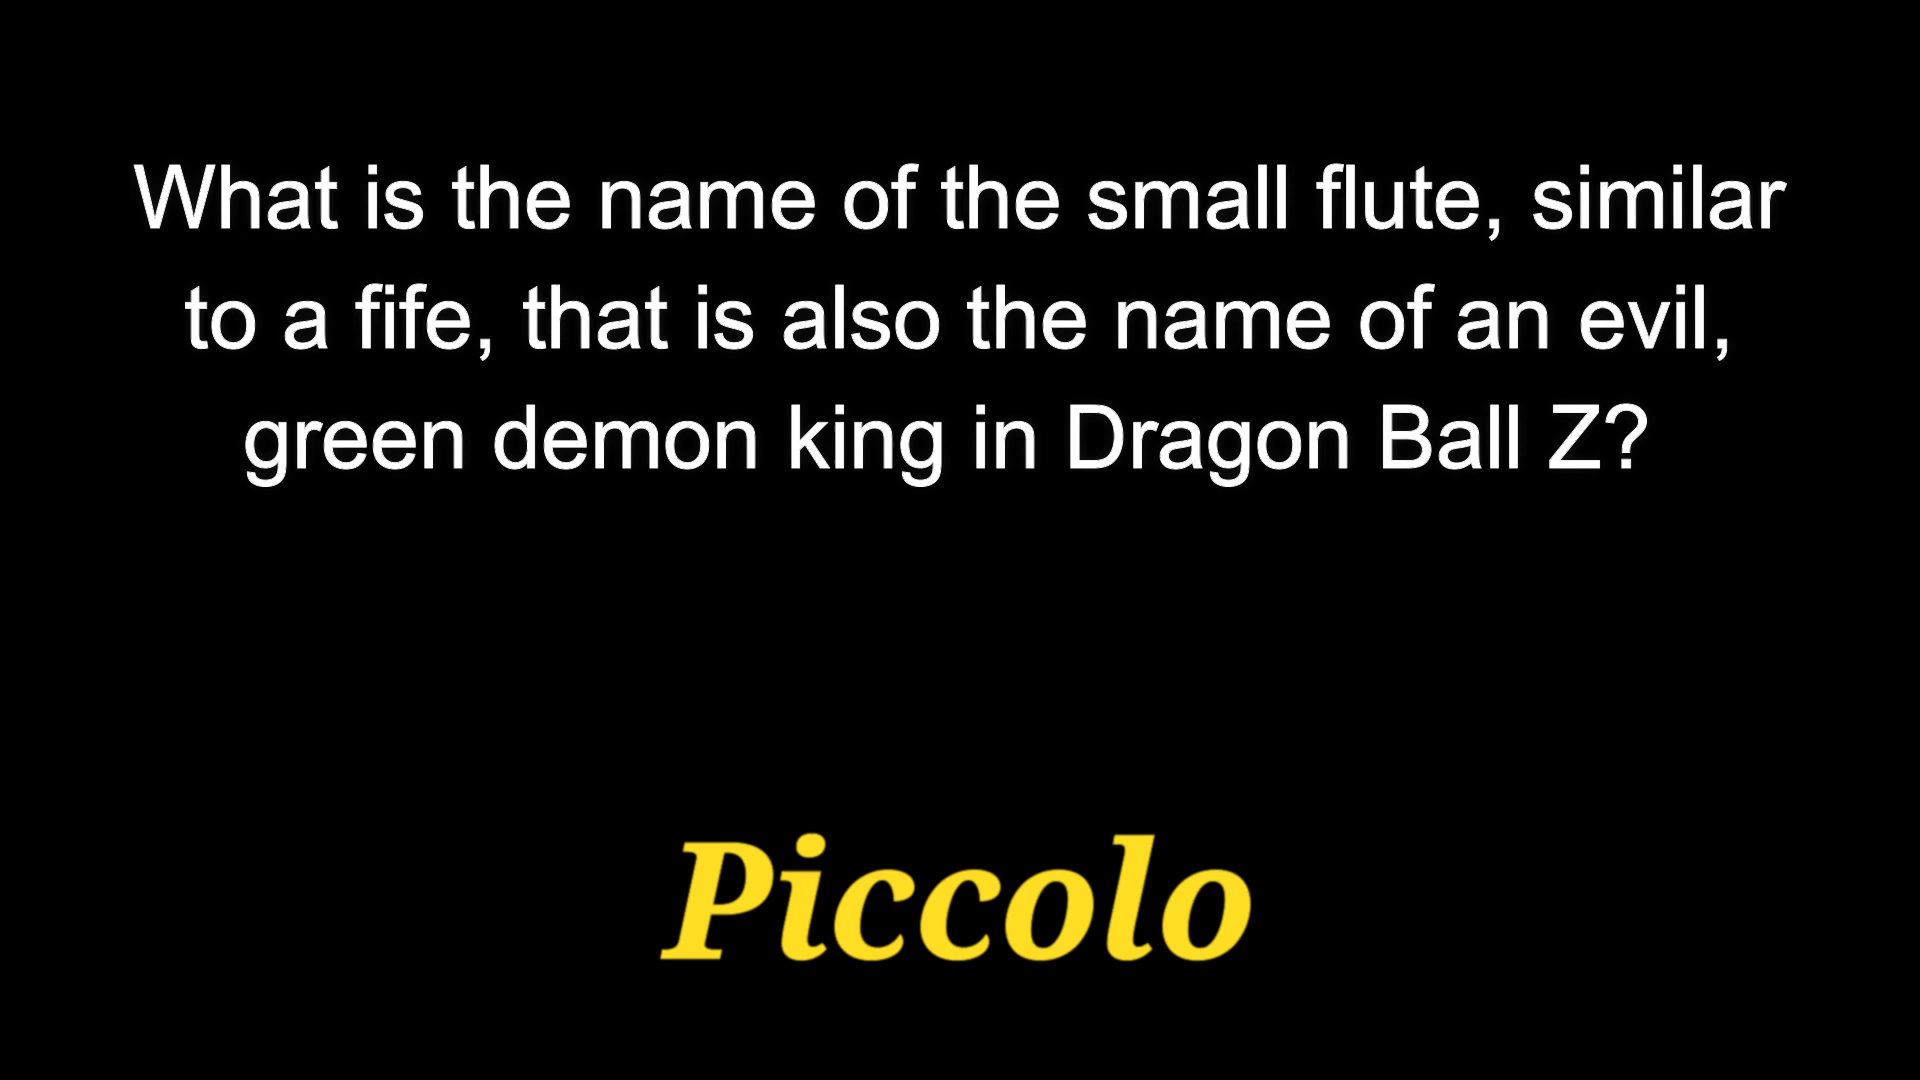 What is the name of the small flute, similar
to a fife, that is also the name of an evil,
green demon king in Dragon Ball Z?
Piccolo